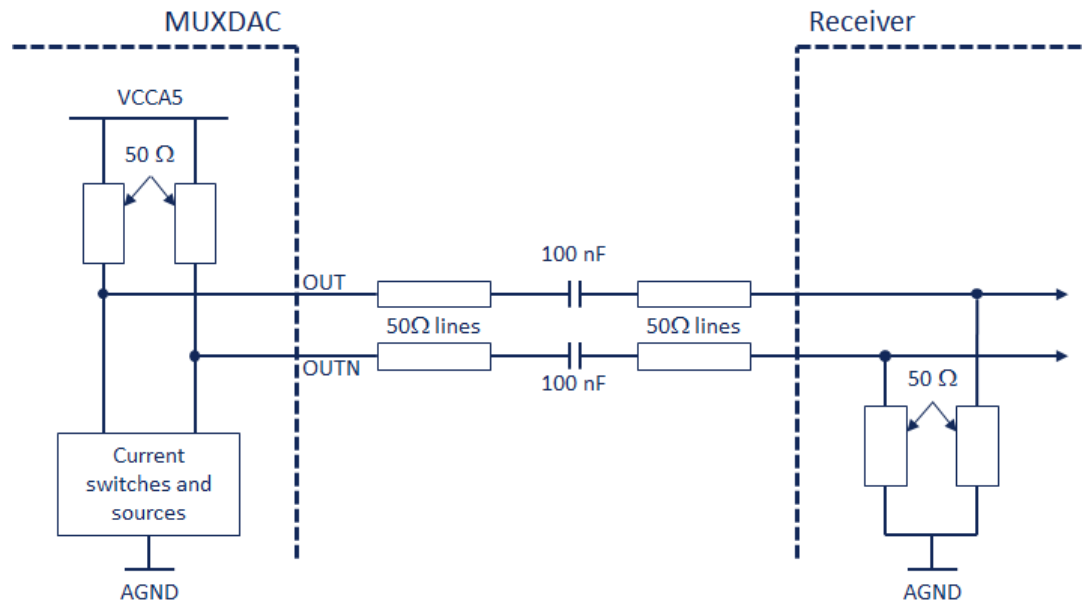 MUXDAC
Receiver
VCCA5
50 Ω
100 nF
OUT
50Ω lines
50Ω lines
OUTN
100 nF
50 Ω
Current
switches and
sources
AGND
AGND